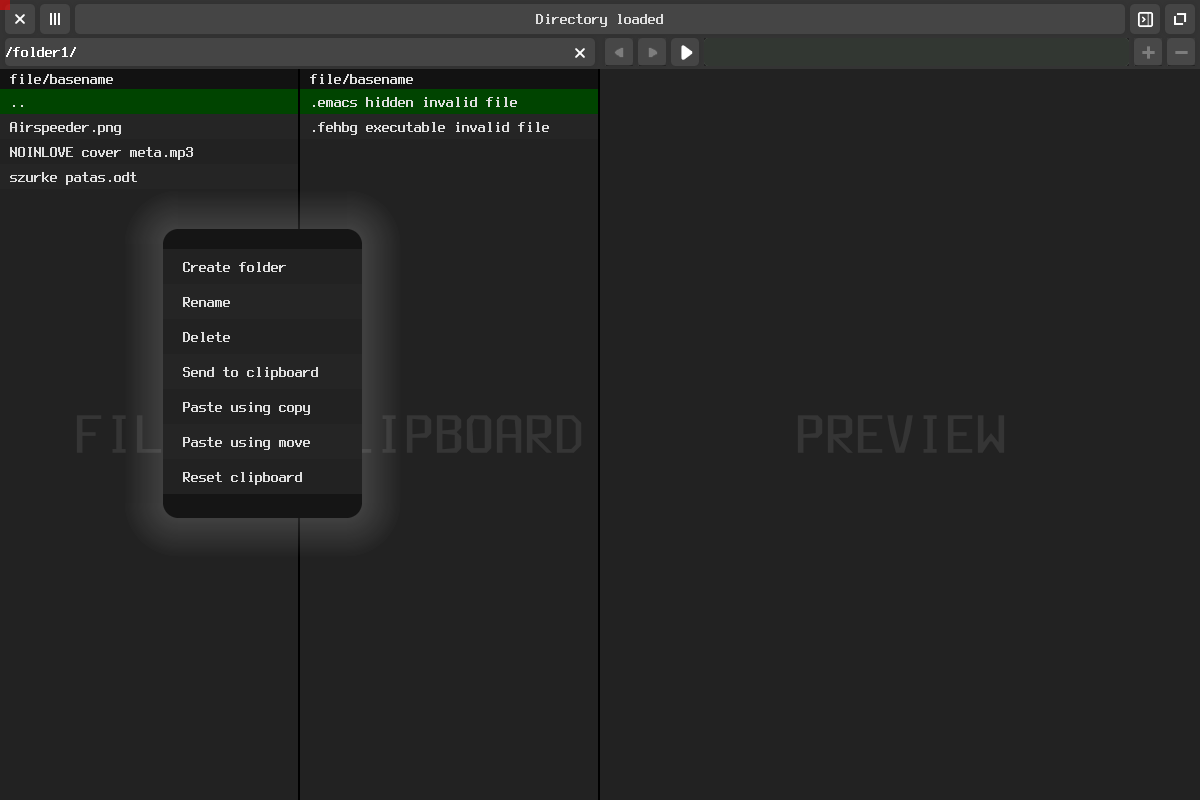 Directory loaded
/folder1/
file/basename
..
Airspeeder.png
NOINLOVE cover meta.mp3
szurke patas.odt
file/basename
.emacs hidden invalid file
.fehbg executable invalid file
Create folder
Rename
Delete
Send to clipboard
Paste using copy
Paste using move
Reset clipboard
FIL
LIPBOARD
PREVIEW